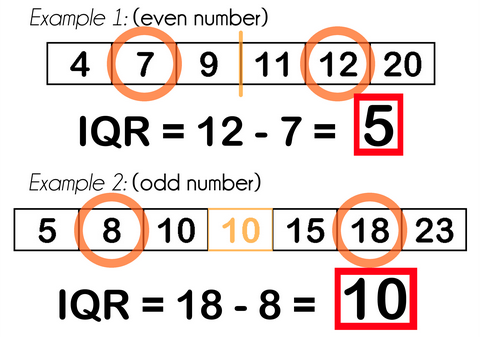 Example 1: (even number)
4 7 9 11 12 20
IQR = 12 - 7 = 5
Example 2: (odd number)
5 8 10 10 15 18 23
IQR = 18 - 8 = 10